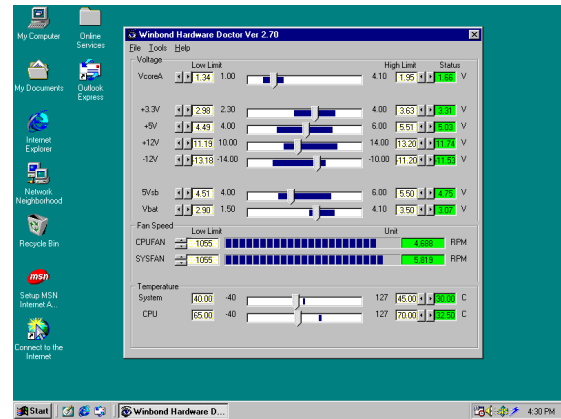 My Computer
Online Services
My Documents
Outlook Express
Internet Explorer
Network Neighborhood
Recycle Bin
msn
Setup MSN Internet A...
Connect to the Internet
Winbond Hardware Doctor Ver 2.70
File Tools Help
Voltage
Low Limit High Limit Status
VcoreA 1.34 1.00 4.10 1.95 1.66 V
+3.3V 2.98 2.30 4.00 3.63 3.31 V
+5V 4.49 4.00 6.00 5.51 5.03 V
+12V 11.19 10.00 14.00 13.20 11.74 V
-12V -13.18 -14.00 -10.00 -11.20 -11.53 V
5Vsb 4.51 4.00 6.00 5.50 4.75 V
Vbat 2.90 1.50 4.10 3.50 3.07 V
Fan Speed
Low Limit Unit
CPUFAN 1055 4,688 RPM
SYSFAN 1055 5,819 RPM
Temperature
System 40.00 -40 127 45.00 30.00 C
CPU 65.00 -40 127 70.00 32.50 C
Start Winbond Hardware D... 4:30 PM